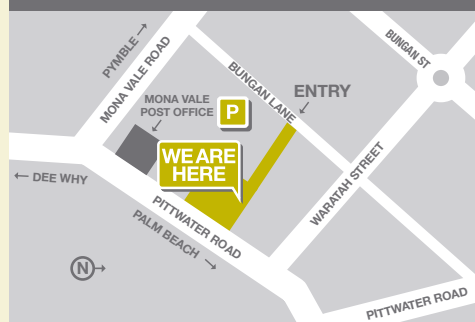 PYMBLE
MONA VALE ROAD
BUNGAN ST
BUNGAN LANE
ENTRY
MONA VALE
POST OFFICE
P
WE ARE
HERE
WARATAH STREET
DEE WHY
PITTWATER ROAD
PALM BEACH
N
PITTWATER ROAD